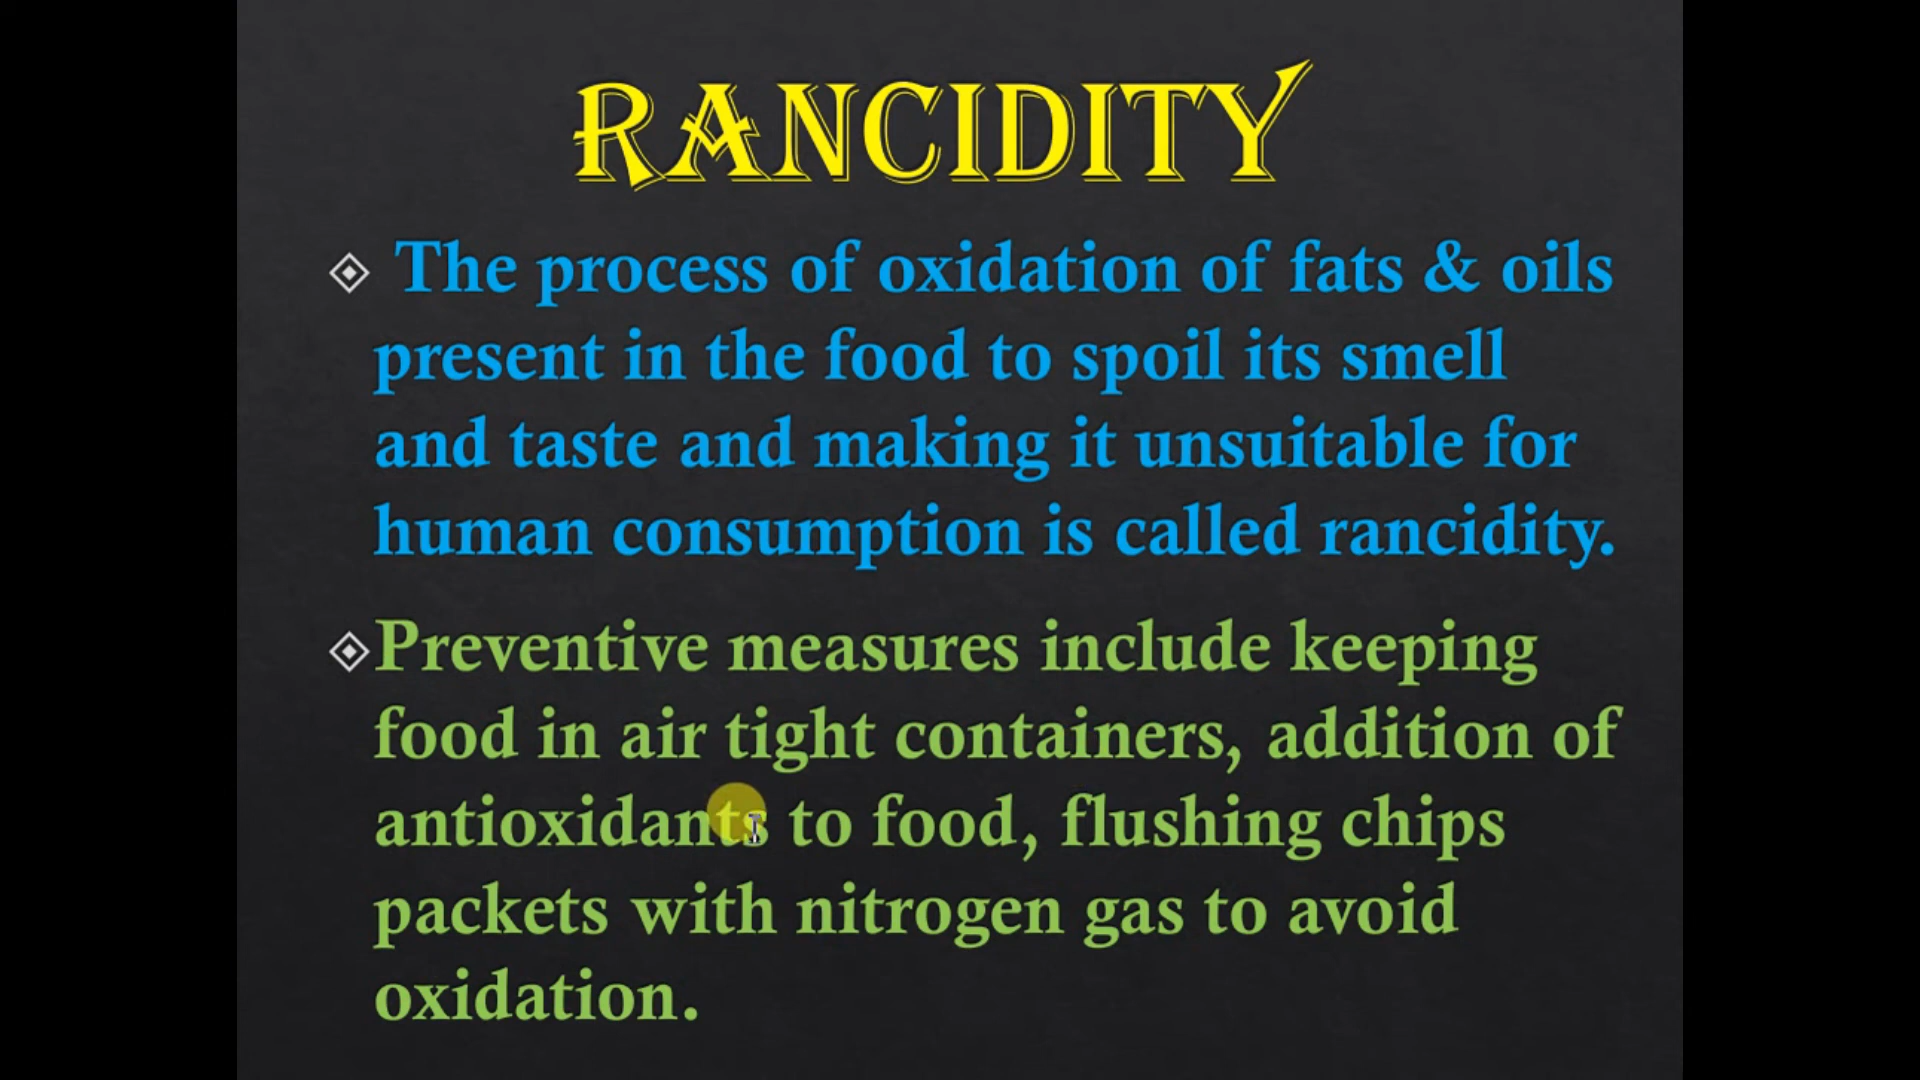 RANCIDITY
The process of oxidation of fats & oils
present in the food to spoil its smell
and taste and making it unsuitable for
human consumption is called rancidity.
Preventive measures include keeping
food in air tight containers, addition of
antioxidants to food, flushing chips
packets with nitrogen gas to avoid
oxidation.